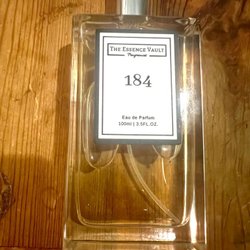 THE ESSENCE VAULT
Fragrances
184
Eau de Parfum
100ml | 3.5FL.OZ.